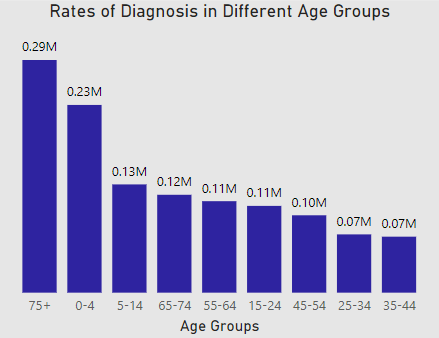 Rates of Diagnosis in Different Age Groups
0.29M
0.23M
0.13M
0.12M
0.11M
0.11M
0.10M
0.07M
0.07M
75+ 0-4 5-14 65-74 55-64 15-24 45-54 25-34 35-44
Age Groups